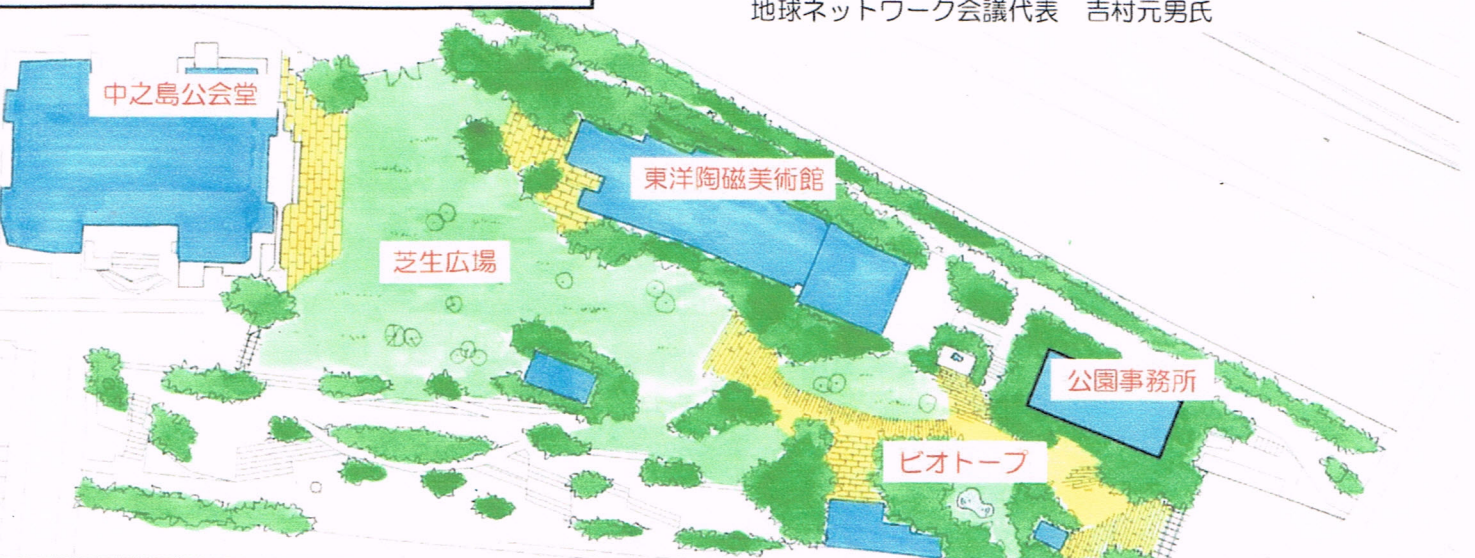 地球ネットワーク会議代表　吉村元男氏
中之島公会堂
東洋陶磁美術館
芝生広場
公園事務所
ビオトープ